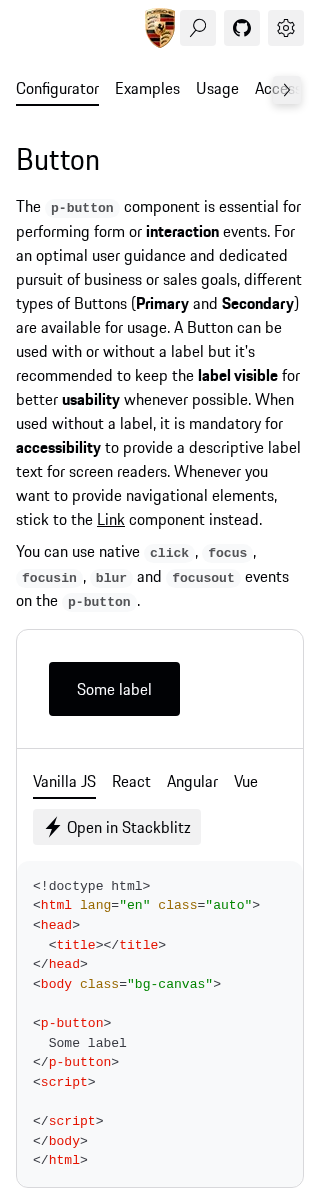 Configurator Examples Usage Acces
Button
The p-button component is essential for
performing form or interaction events. For
an optimal user guidance and dedicated
pursuit of business or sales goals, different
types of Buttons (Primary and Secondary)
are available for usage. A Button can be
used with or without a label but it's
recommended to keep the label visible for
better usability whenever possible. When
used without a label, it is mandatory for
accessibility to provide a descriptive label
text for screen readers. Whenever you
want to provide navigational elements,
stick to the Link component instead.
You can use native click, focus,
focusin, blur and focusout events
on the p-button.
Some label
Vanilla JS React Angular Vue
Open in Stackblitz
<!doctype html>
<html lang="en" class="auto">
<head>
  <title></title>
</head>
<body class="bg-canvas">
<p-button>
  Some label
</p-button>
<script>
</script>
</body>
</html>